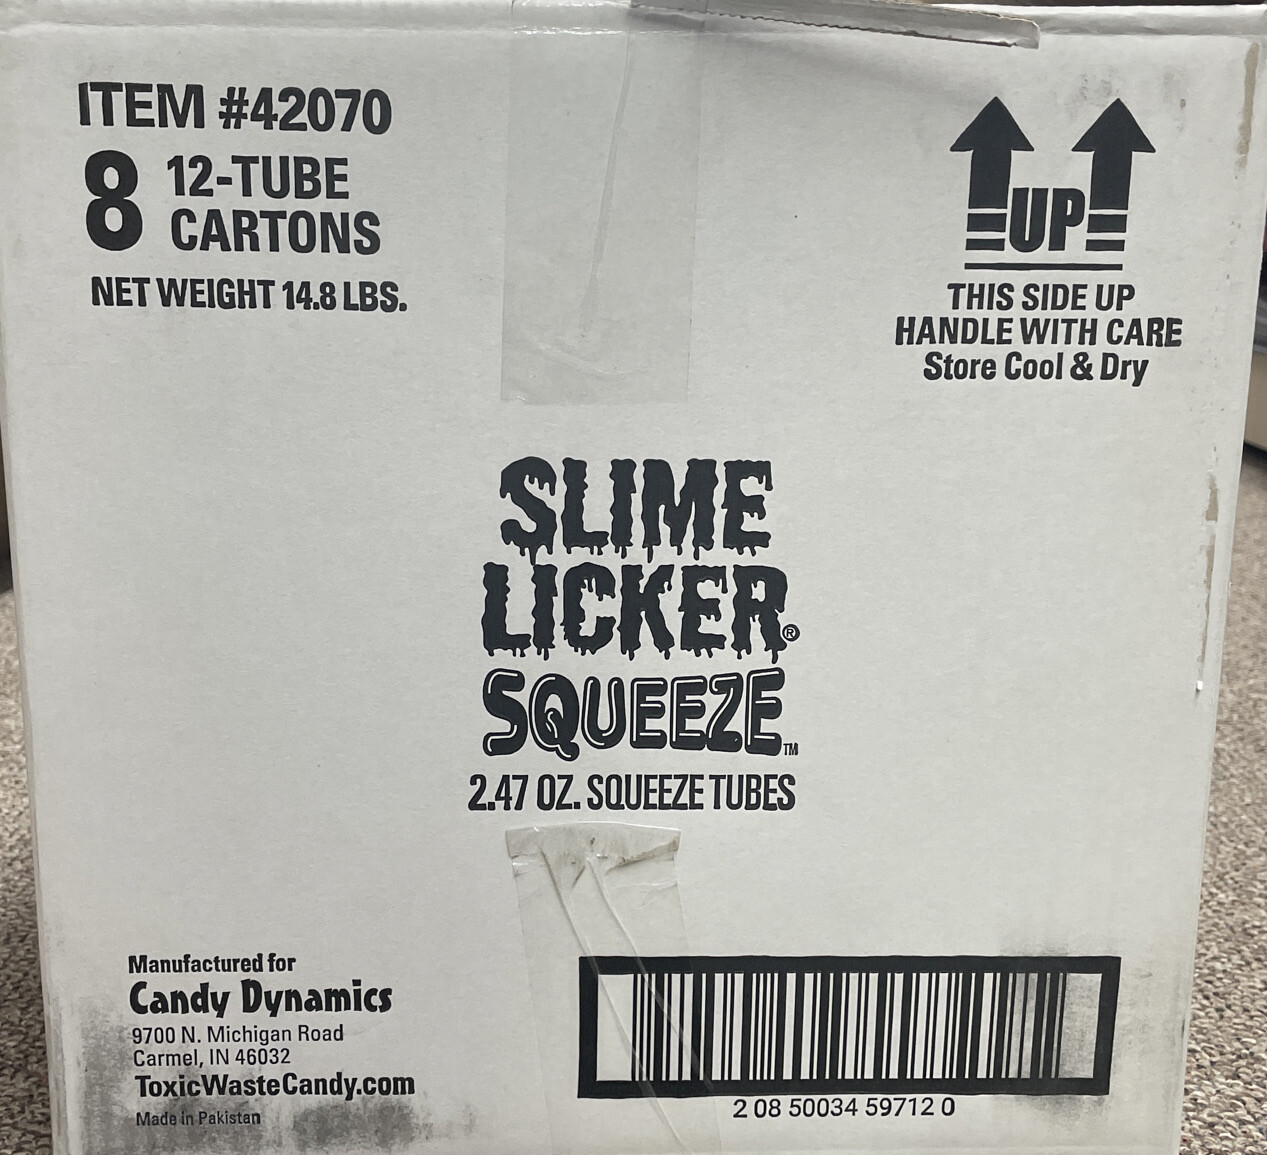 ITEM #42070
8 12-TUBE
CARTONS
NET WEIGHT 14.8 LBS.
UP
THIS SIDE UP
HANDLE WITH CARE
Store Cool & Dry
SLIME
LICKER®
SQUEEZE™
2.47 OZ. SQUEEZE TUBES
Manufactured for
Candy Dynamics
9700 N. Michigan Road
Carmel, IN 46032
ToxicWasteCandy.com
Made in Pakistan
2 08 50034 59712 0